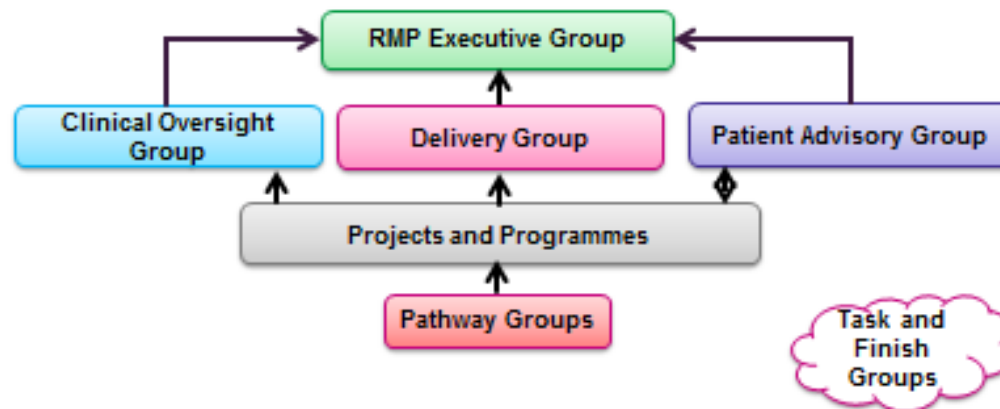 RMP Executive Group
Clinical Oversight
Group
Delivery Group
Patient Advisory Group
Projects and Programmes
Pathway Groups
Task and
Finish
Groups